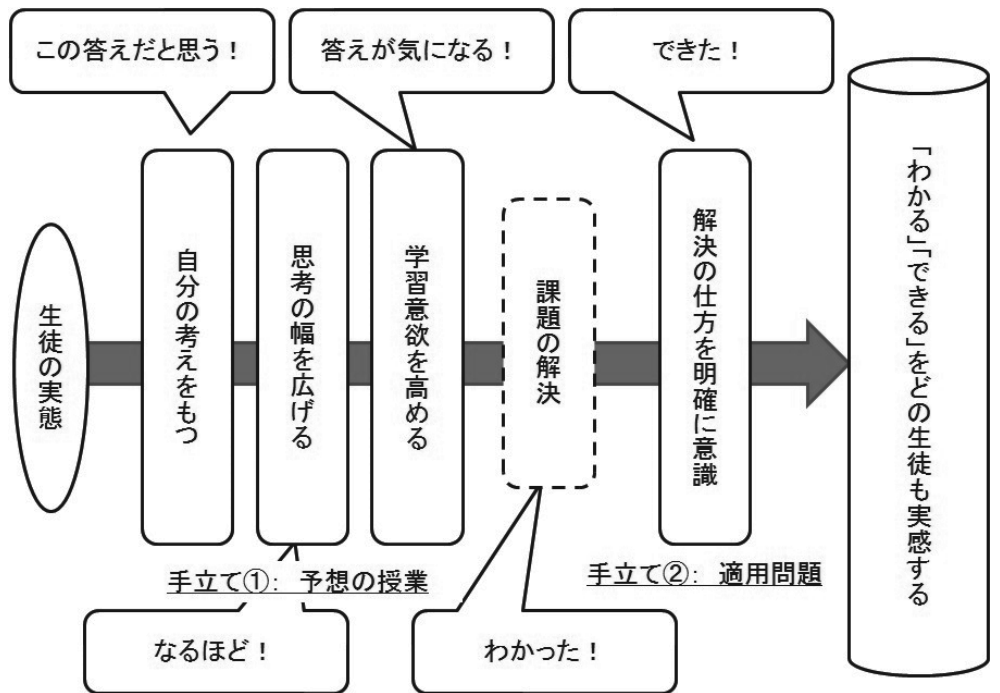 この答えだと思う！
答えが気になる！
できた！
生徒の実態
自分の考えをもつ
思考の幅を広げる
学習意欲を高める
課題の解決
解決の仕方を明確に意識
「わかる」「できる」をどの生徒も実感する
手立て①： 予想の授業
手立て②： 適用問題
なるほど！
わかった！